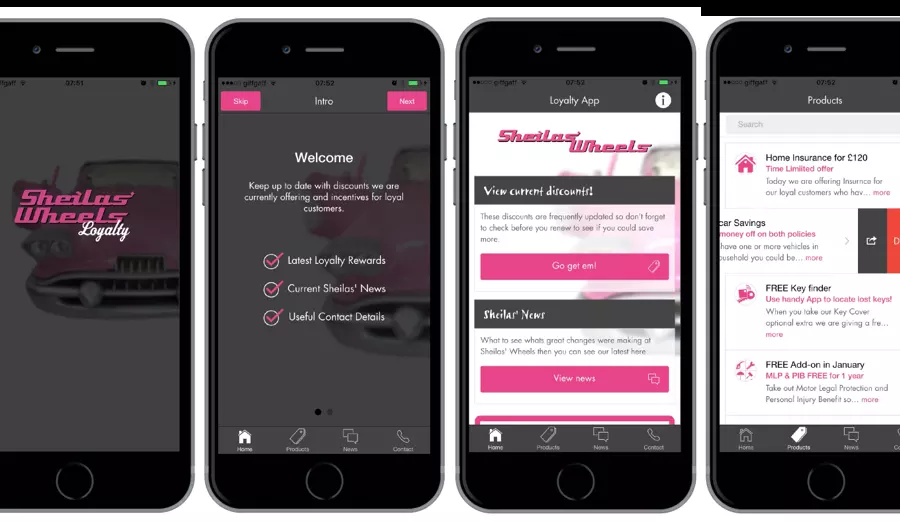 ffgaff
07:51
Sheilas'
Wheels
Loyalty
giffgaff
07:52
Skip
Intro
Next
Welcome
Keep up to date with discounts we are
currently offering and incentives for loyal
customers.
Latest Loyalty Rewards
Current Sheilas' News
Useful Contact Details
Home
Products
News
Contact
giffgaff
07:52
Loyalty App
i
Sheilas'
Wheels
View current discounts!
These discounts are frequently updated so don't forget
to check before you renew to see if you could save
more.
Go get em!
Sheilas' News
What to see whats great changes were making at
Sheilas' Wheels then you can see our latest here
View news
Home
Products
News
Contact
giffgaff
07:52
Products
Search
Home Insurance for £120
Time Limiited offer
Today we are offering Insurnce for
our loyal customers who hav... more
car Savings
money off on both policies
have one or more vehicles in
usehold you could be... more
D
FREE Key finder
Use handy App to locate lost keys!
When you take our Key Cover
optional extra we are giving a fre...
more
FREE Add-on in January
MLP & PIB FREE for 1 year
Take out Motor Legal Protection and
Personal Injury Benefit so... more
Home
Products
News
Co